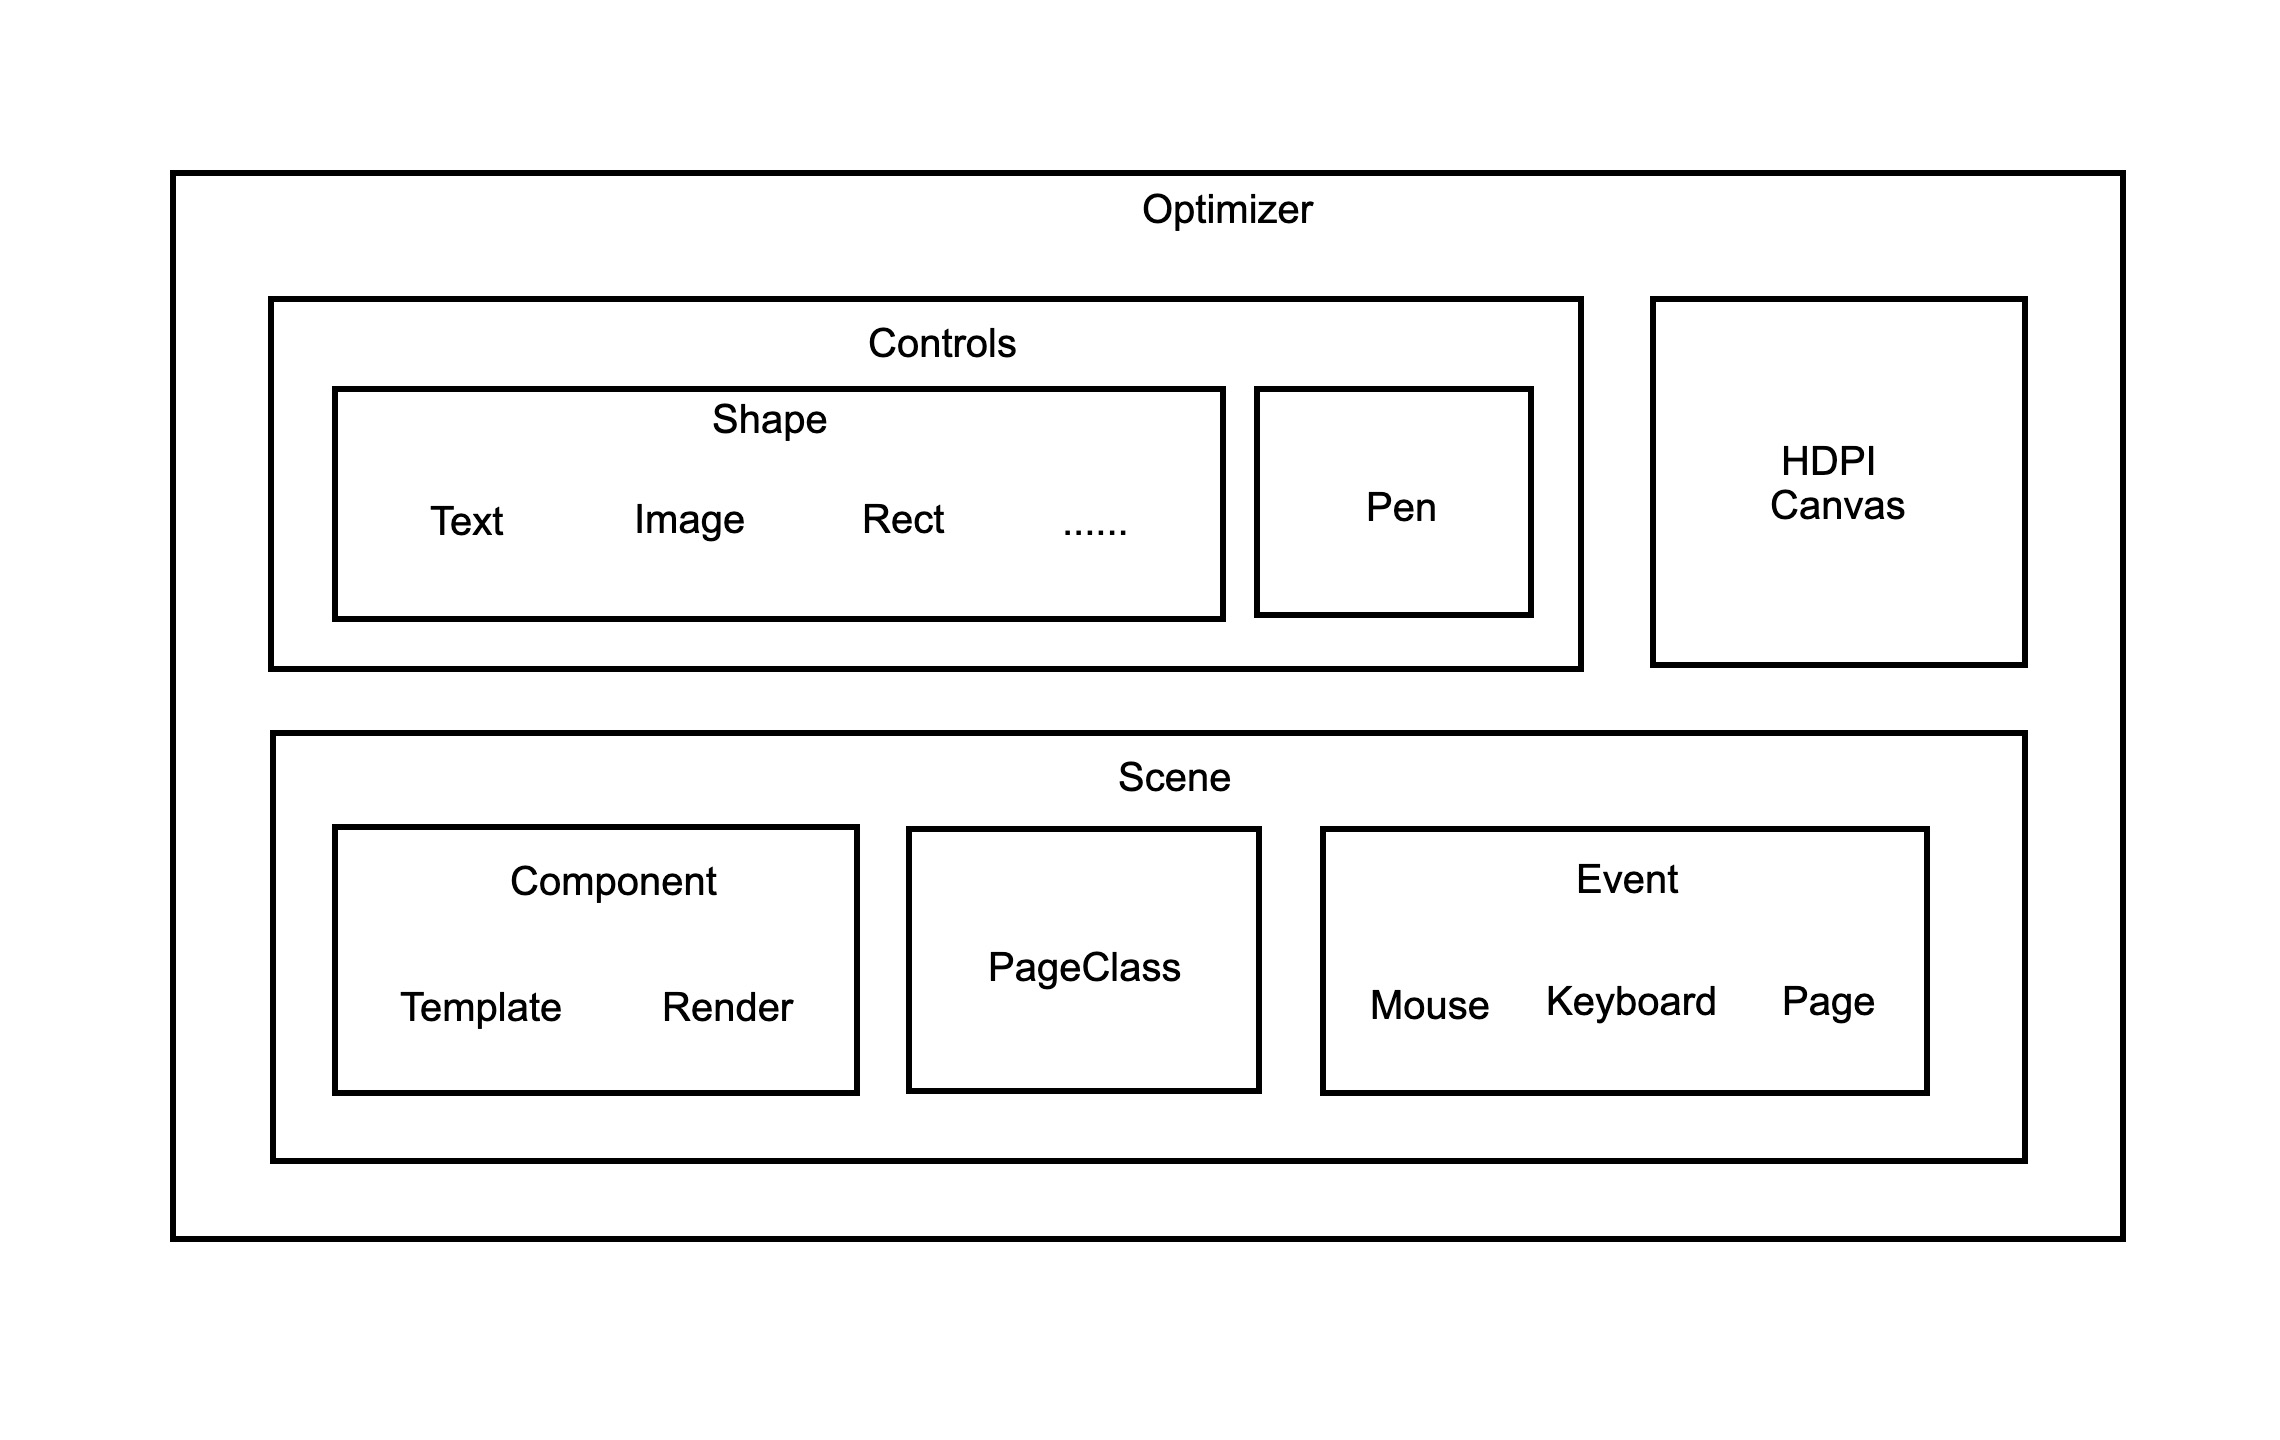 Optimizer
Controls
Shape
Text Image Rect ......
Pen
HDPI
Canvas
Scene
Component
Template Render
PageClass
Event
Mouse Keyboard Page